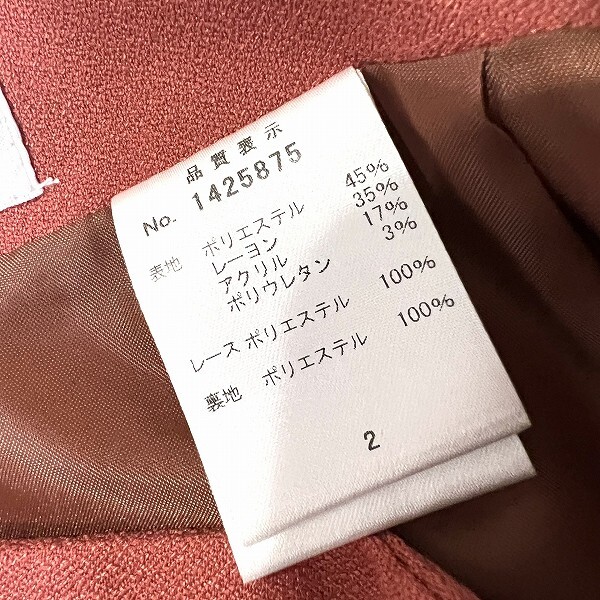 品質表示
No. 1425875
表地 ポリエステル 45%
レーヨン 35%
アクリル 17%
ポリウレタン 3%
レース ポリエステル 100%
裏地 ポリエステル 100%
2